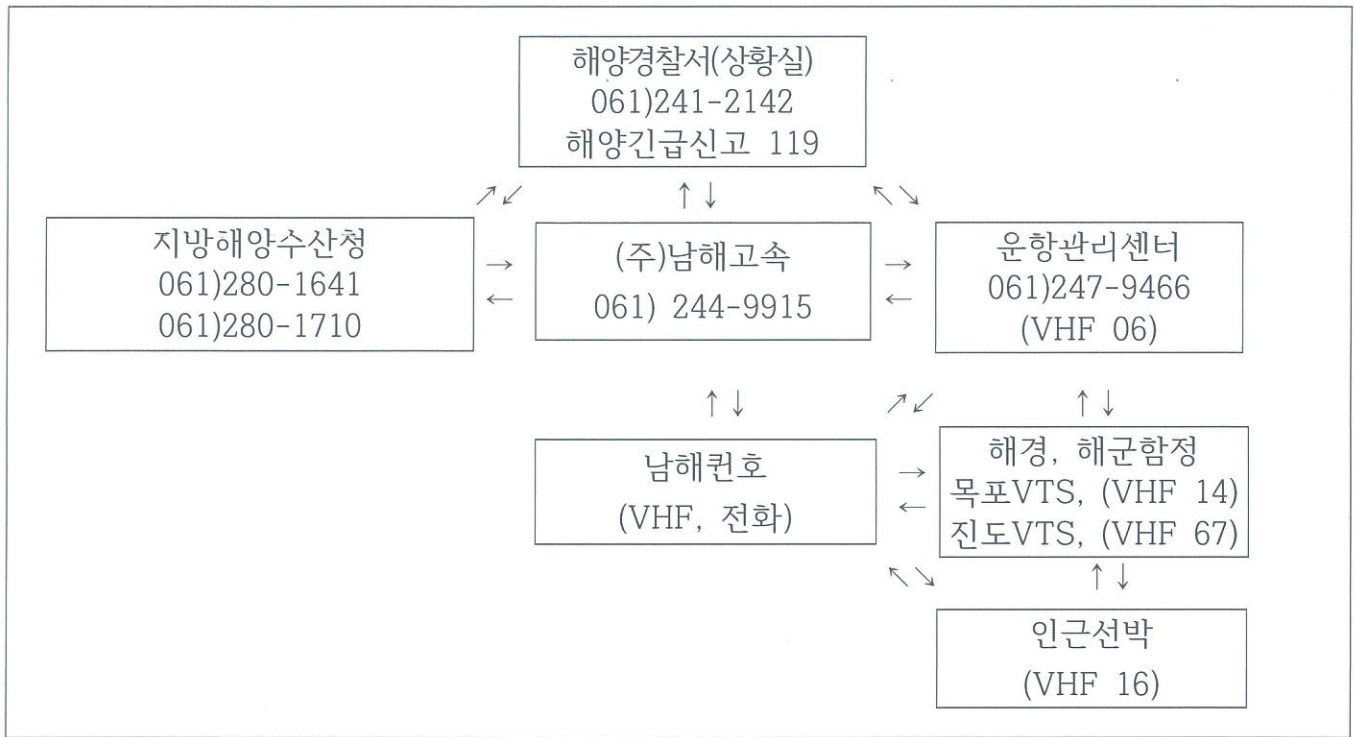 해양경찰서(상황실)
061)241-2142
해양긴급신고 119
↗↙
↑↓
↖↘
지방해양수산청
061)280-1641
061)280-1710
→
←
(주)남해고속
061) 244-9915
→
←
운항관리센터
061)247-9466
(VHF 06)
↑↓
↗↙
↑↓
남해퀸호
(VHF, 전화)
→
←
해경, 해군함정
목포VTS, (VHF 14)
진도VTS, (VHF 67)
↖↘
↑↓
인근선박
(VHF 16)